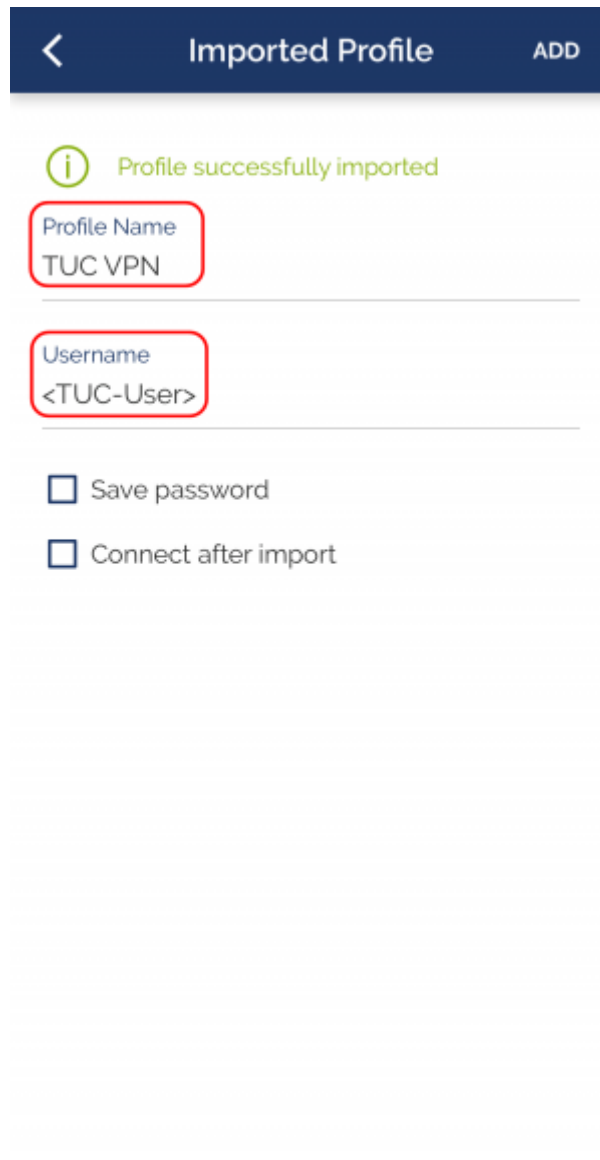 Imported Profile ADD
Profile successfully imported
Profile Name
TUC VPN
Username
<TUC-User>
Save password
Connect after import